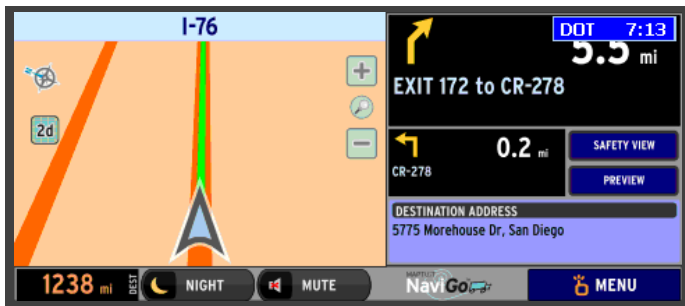 I-76
DOT 7:13
5.5 mi
EXIT 172 to CR-278
2d
0.2 mi
CR-278
SAFETY VIEW
PREVIEW
DESTINATION ADDRESS
5775 Morehouse Dr, San Diego
1238 mi DEST
NIGHT
MUTE
NaviGo
MENU